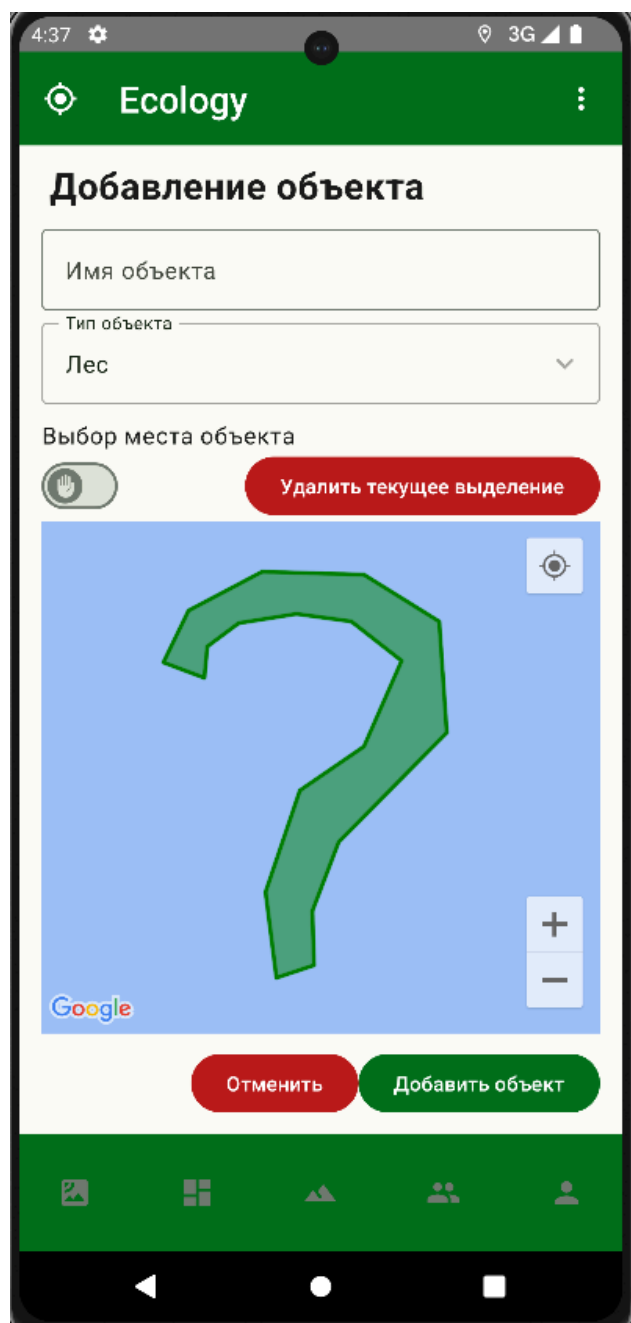 4:37
3G
Ecology
Добавление объекта
Имя объекта
Тип объекта
Лес
Выбор места объекта
Удалить текущее выделение
Google
Отменить
Добавить объект